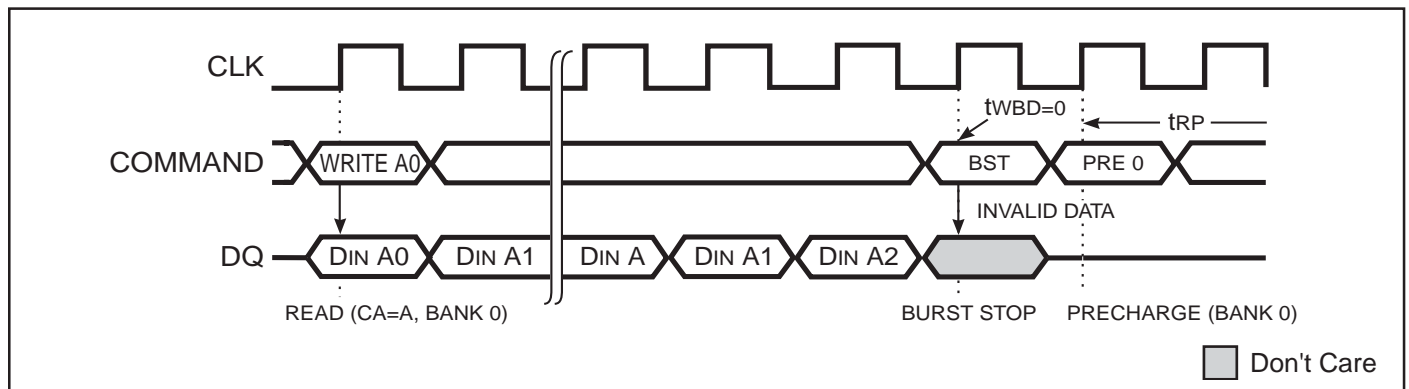 CLK
tWBD=0
tRP
COMMAND WRITE A0 BST PRE 0
INVALID DATA
DQ DIN A0 DIN A1 DIN A DIN A1 DIN A2
READ (CA=A, BANK 0) BURST STOP PRECHARGE (BANK 0)
Don't Care